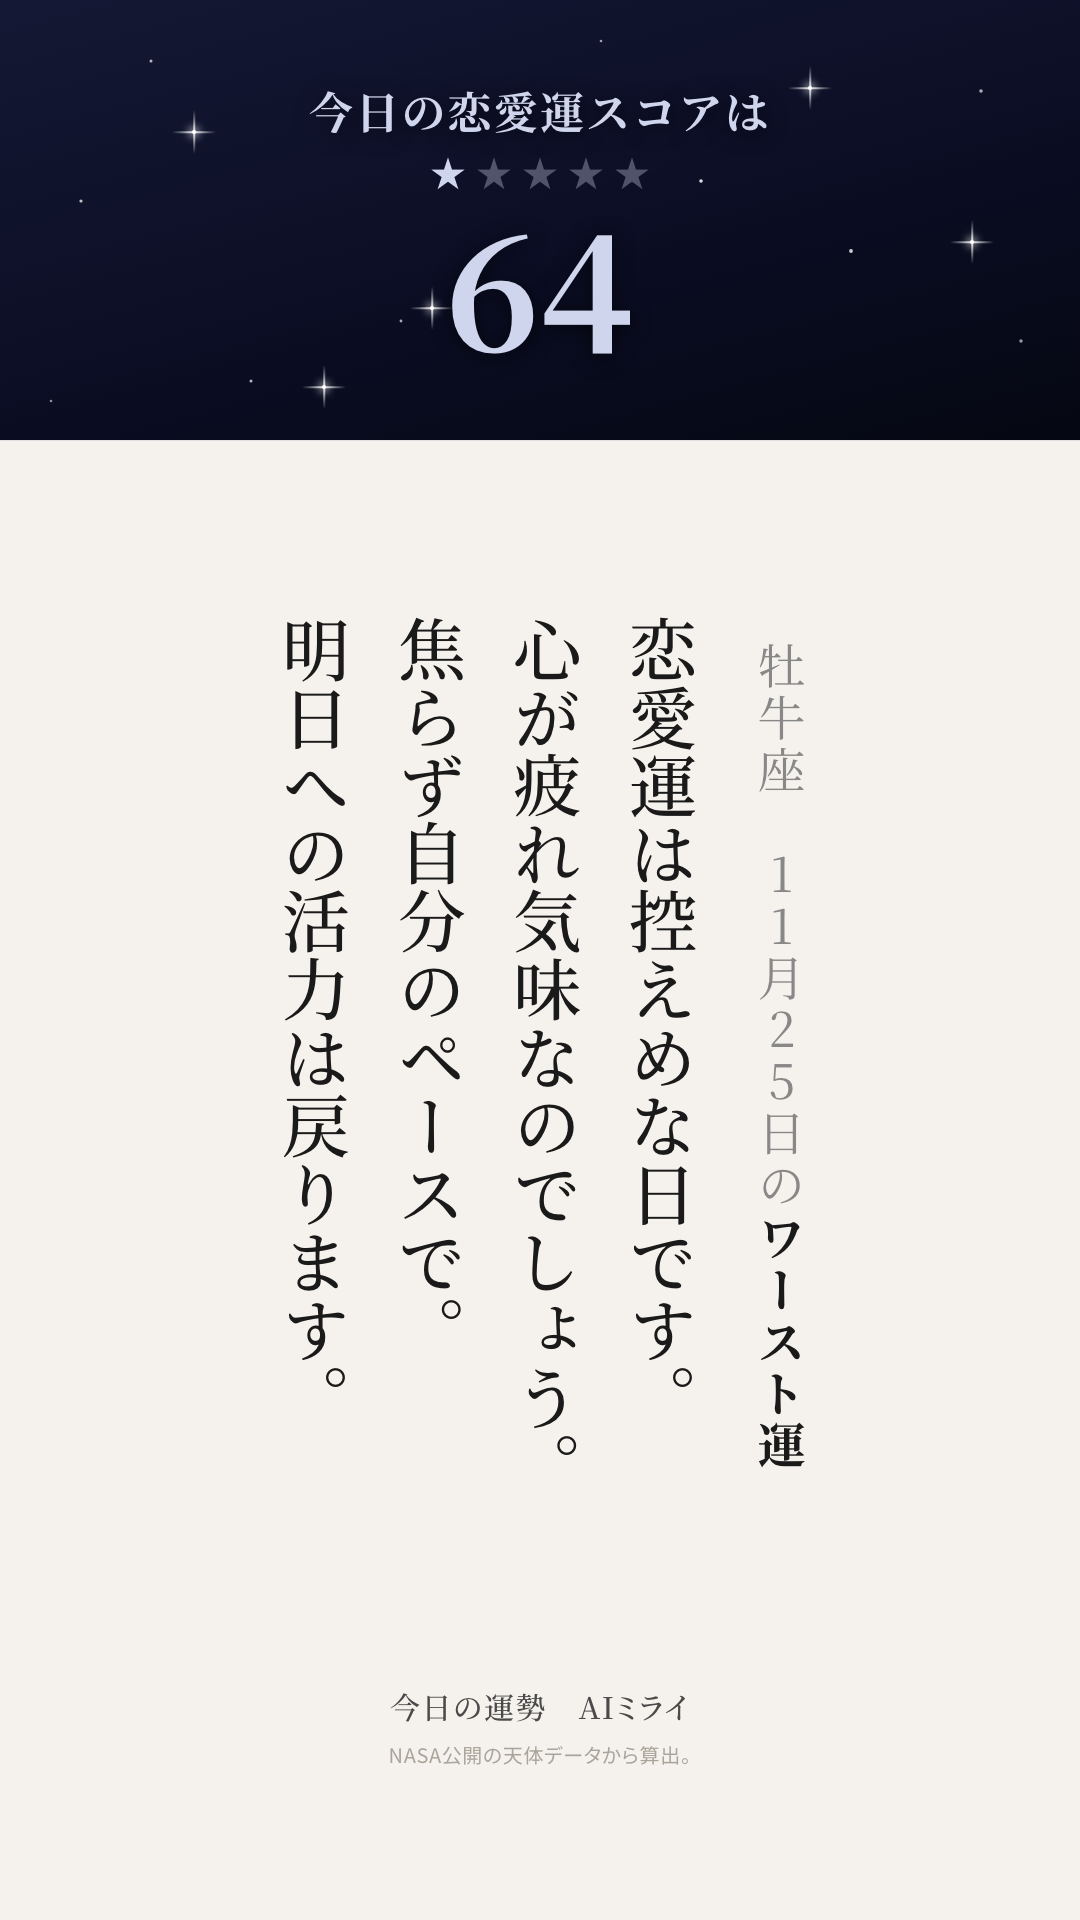 今日の恋愛運スコアは
★★★★★
64
牡牛座　11月25日のワースト運
恋愛運は控えめな日です。
心が疲れ気味なのでしょう。
焦らず自分のペースで。
明日への活力は戻ります。
今日の運勢　AIミライ
NASA公開の天体データから算出。